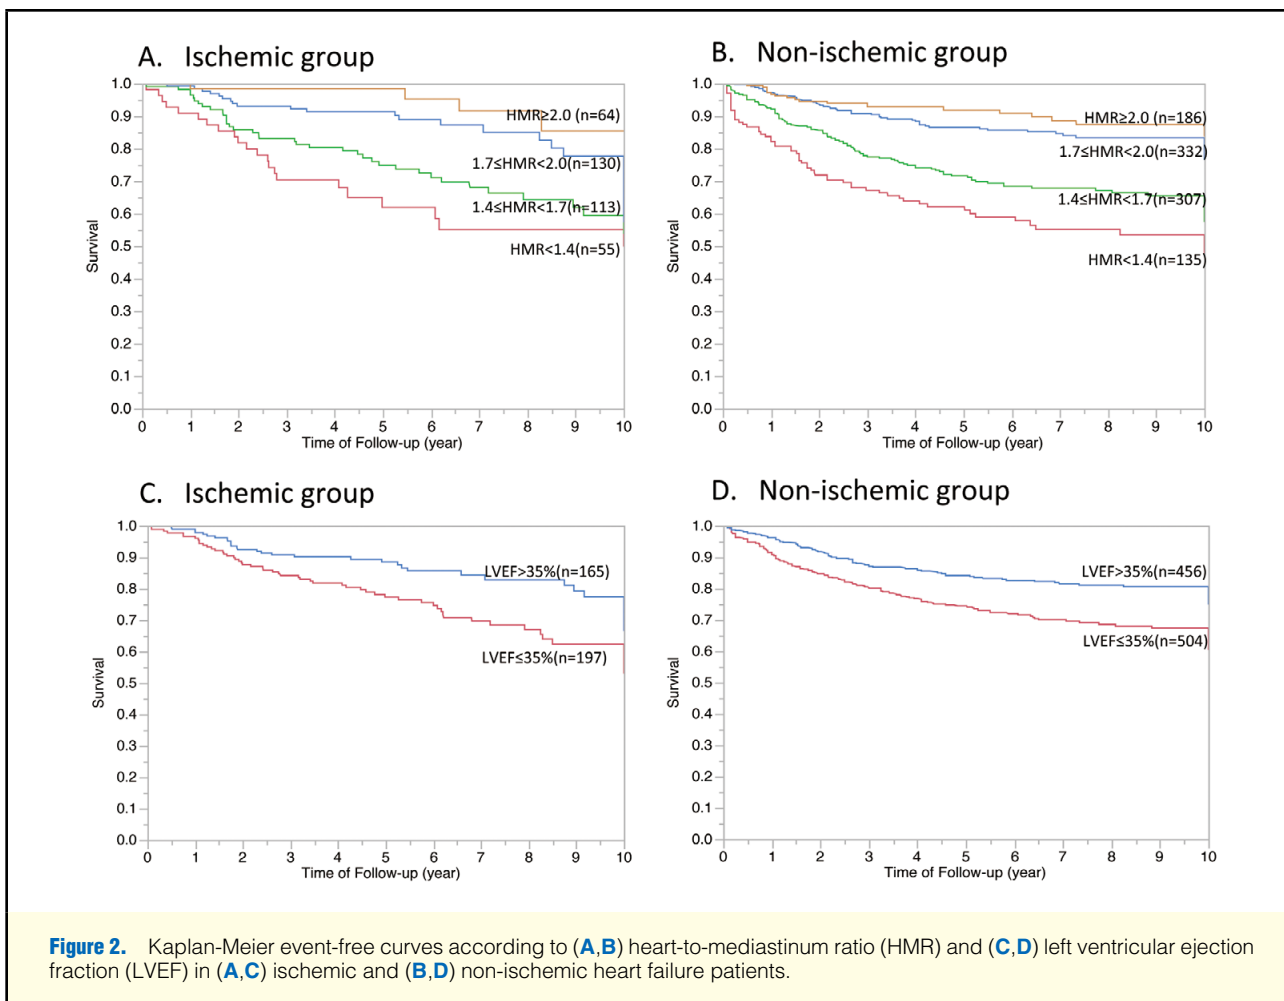 A. Ischemic group
1.0
0.9
0.8
0.7
0.6
0.5
0.4
0.3
0.2
0.1
0.0
Survival
HMR≥2.0 (n=64)
1.7≤HMR<2.0(n=130)
1.4≤HMR<1.7(n=113)
HMR<1.4(n=55)
0 1 2 3 4 5 6 7 8 9 10
Time of Follow-up (year)
B. Non-ischemic group
1.0
0.9
0.8
0.7
0.6
0.5
0.4
0.3
0.2
0.1
0.0
Survival
HMR≥2.0 (n=186)
1.7≤HMR<2.0(n=332)
1.4≤HMR<1.7(n=307)
HMR<1.4(n=135)
0 1 2 3 4 5 6 7 8 9 10
Time of Follow-up (year)
C. Ischemic group
1.0
0.9
0.8
0.7
0.6
0.5
0.4
0.3
0.2
0.1
0.0
Survival
LVEF>35%(n=165)
LVEF≤35%(n=197)
0 1 2 3 4 5 6 7 8 9 10
Time of Follow-up (year)
D. Non-ischemic group
1.0
0.9
0.8
0.7
0.6
0.5
0.4
0.3
0.2
0.1
0.0
Survival
LVEF>35%(n=456)
LVEF≤35%(n=504)
0 1 2 3 4 5 6 7 8 9 10
Time of Follow-up (year)
Figure 2. Kaplan-Meier event-free curves according to (A,B) heart-to-mediastinum ratio (HMR) and (C,D) left ventricular ejection
fraction (LVEF) in (A,C) ischemic and (B,D) non-ischemic heart failure patients.